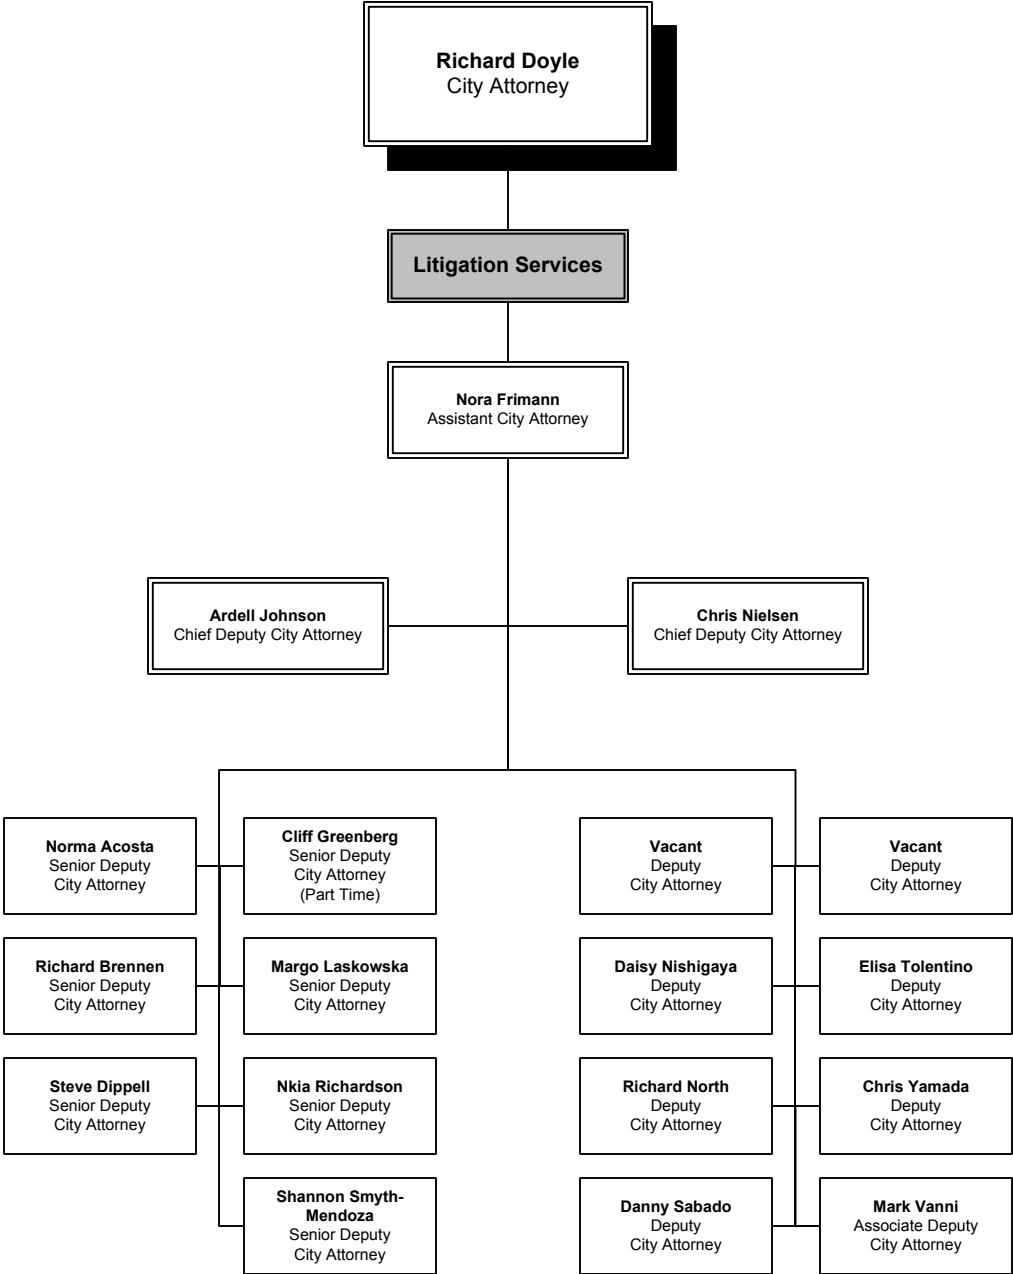 Richard Doyle
City Attorney
Litigation Services
Nora Frimann
Assistant City Attorney
Ardell Johnson
Chief Deputy City Attorney
Chris Nielsen
Chief Deputy City Attorney
Norma Acosta
Senior Deputy
City Attorney
Cliff Greenberg
Senior Deputy
City Attorney
(Part Time)
Vacant
Deputy
City Attorney
Vacant
Deputy
City Attorney
Richard Brennen
Senior Deputy
City Attorney
Margo Laskowska
Senior Deputy
City Attorney
Daisy Nishigaya
Deputy
City Attorney
Elisa Tolentino
Deputy
City Attorney
Steve Dippell
Senior Deputy
City Attorney
Nkia Richardson
Senior Deputy
City Attorney
Richard North
Deputy
City Attorney
Chris Yamada
Deputy
City Attorney
Shannon Smyth-
Mendoza
Senior Deputy
City Attorney
Danny Sabado
Deputy
City Attorney
Mark Vanni
Associate Deputy
City Attorney